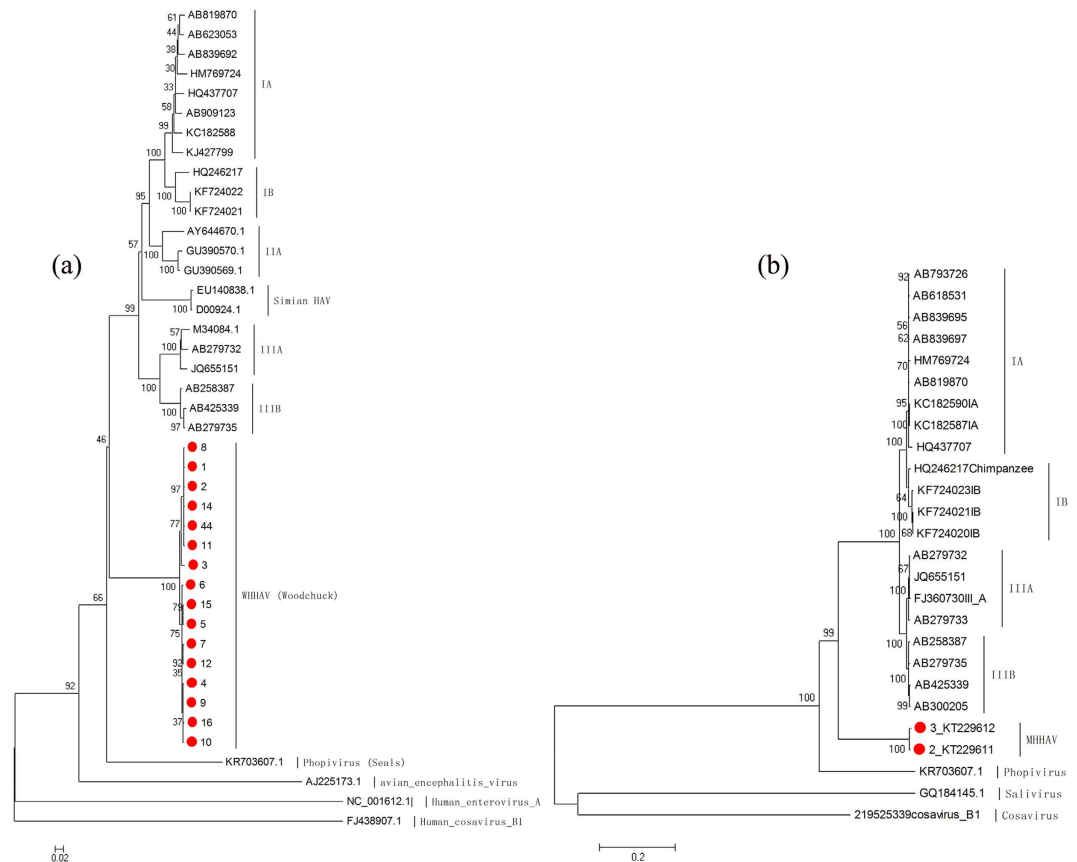 (a)
61
AB819870
44
AB623053
38
AB839692
30
HM769724
33
HQ437707
58
AB909123
99
KC182588
100
KJ427799
IA
HQ246217
KF724022
100
100
KF724021
IB
95
AY644670.1
GU390570.1
100
GU390569.1
IIA
57
EU140838.1
100
D00924.1
Simian HAV
99
57
M34084.1
AB279732
100
JQ655151
IIIA
100
AB258387
100
AB425339
97
AB279735
IIIB
46
8
1
97
2
14
77
44
11
3
100
6
79
15
5
75
7
92
12
35
4
9
37
16
10
WHHAV (Woodchuck)
66
KR703607.1
Phopivirus (Seals)
92
AJ225173.1
avian_encephalitis_virus
NC_001612.1
Human_enterovirus_A
FJ438907.1
Human_cosavirus_B1
0.02
(b)
92
AB793726
AB618531
56
AB839695
62
AB839697
70
HM769724
AB819870
95
KC182590IA
100
KC182587IA
100
HQ437707
IA
HQ246217Chimpanzee
64
KF724023IB
100
KF724021IB
100
68
KF724020IB
IB
67
AB279732
100
JQ655151
FJ360730III_A
AB279733
IIIA
100
AB258387
AB279735
100
AB425339
99
AB300205
IIIB
99
3_KT229612
100
2_KT229611
MHHAV
100
KR703607.1
Phopivirus
GQ184145.1
Salivirus
219525339cosavirus_B1
Cosavirus
0.2